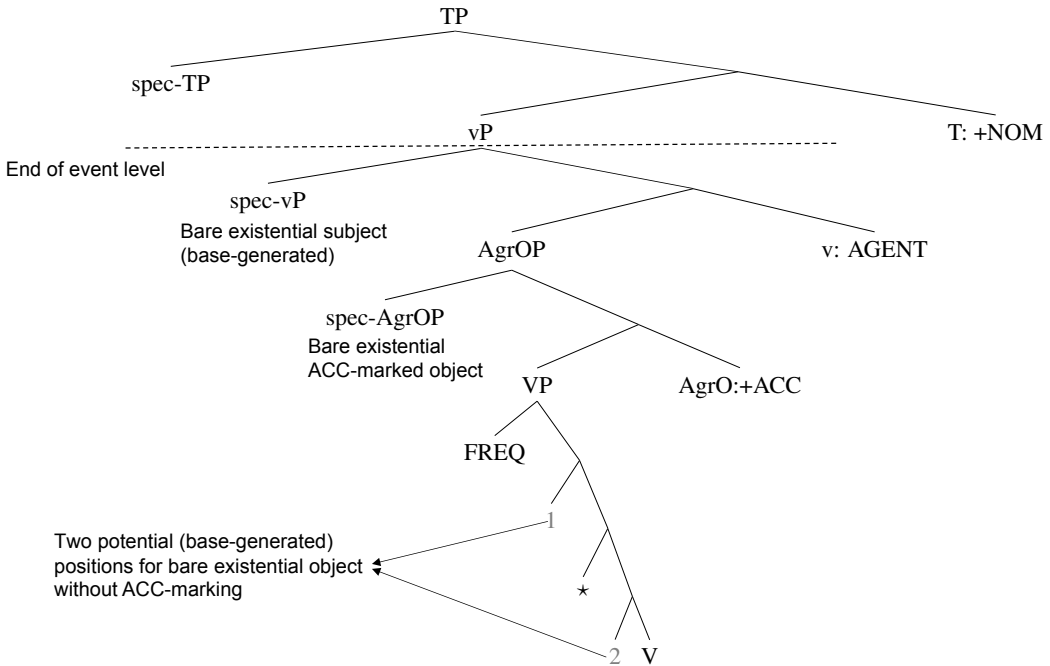 TP
spec-TP
vP
T: +NOM
End of event level
spec-vP
Bare existential subject
(base-generated)
AgrOP
v: AGENT
spec-AgrOP
Bare existential
ACC-marked object
VP
AgrO:+ACC
FREQ
1
Two potential (base-generated)
positions for bare existential object
without ACC-marking
⋆
2 V